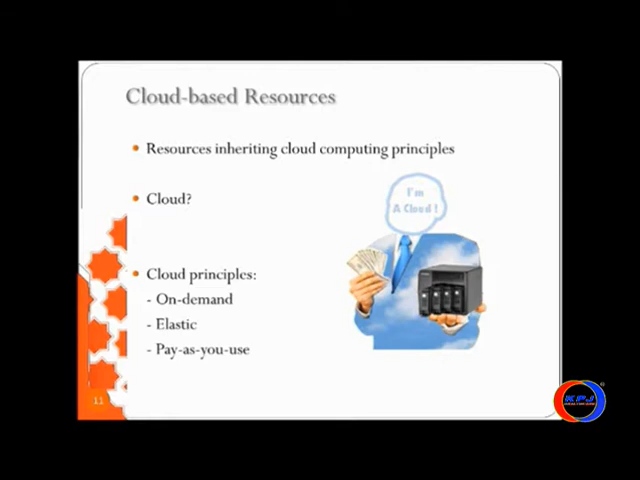 Cloud-based Resources
Resources inheriting cloud computing principles
Cloud?
I'm
A Cloud !
Cloud principles:
- On-demand
- Elastic
- Pay-as-you-use
11
KPJ